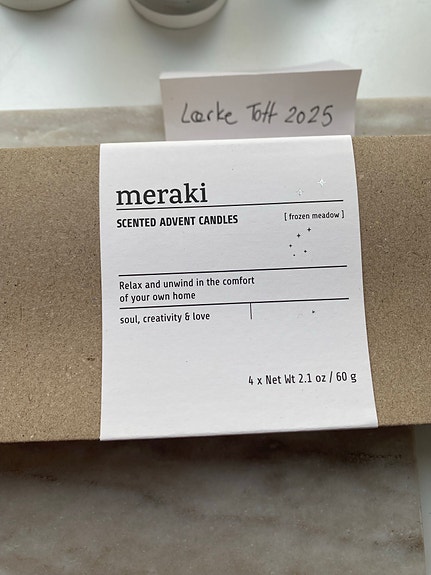 Lærke Toft 2025
meraki
SCENTED ADVENT CANDLES
[ frozen meadow ]
Relax and unwind in the comfort
of your own home
soul, creativity & love
4 x Net Wt 2.1 oz / 60 g